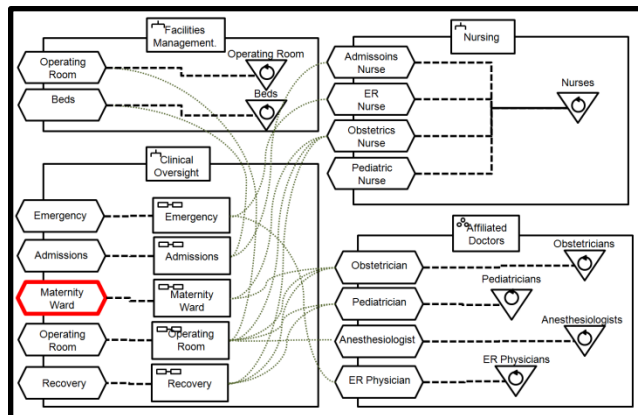 Facilities
Management.
Operating
Room
Operating Room
Beds
Beds
Nursing
Admissoins
Nurse
ER
Nurse
Obstetrics
Nurse
Pediatric
Nurse
Nurses
Clinical
Oversight
Emergency
Emergency
Admissions
Admissions
Maternity
Ward
Maternity
Ward
Operating
Room
Operating
Room
Recovery
Recovery
Affiliated
Doctors
Obstetrician
Obstetricians
Pediatrician
Pediatricians
Anesthesiologist
Anesthesiologists
ER Physician
ER Physicians